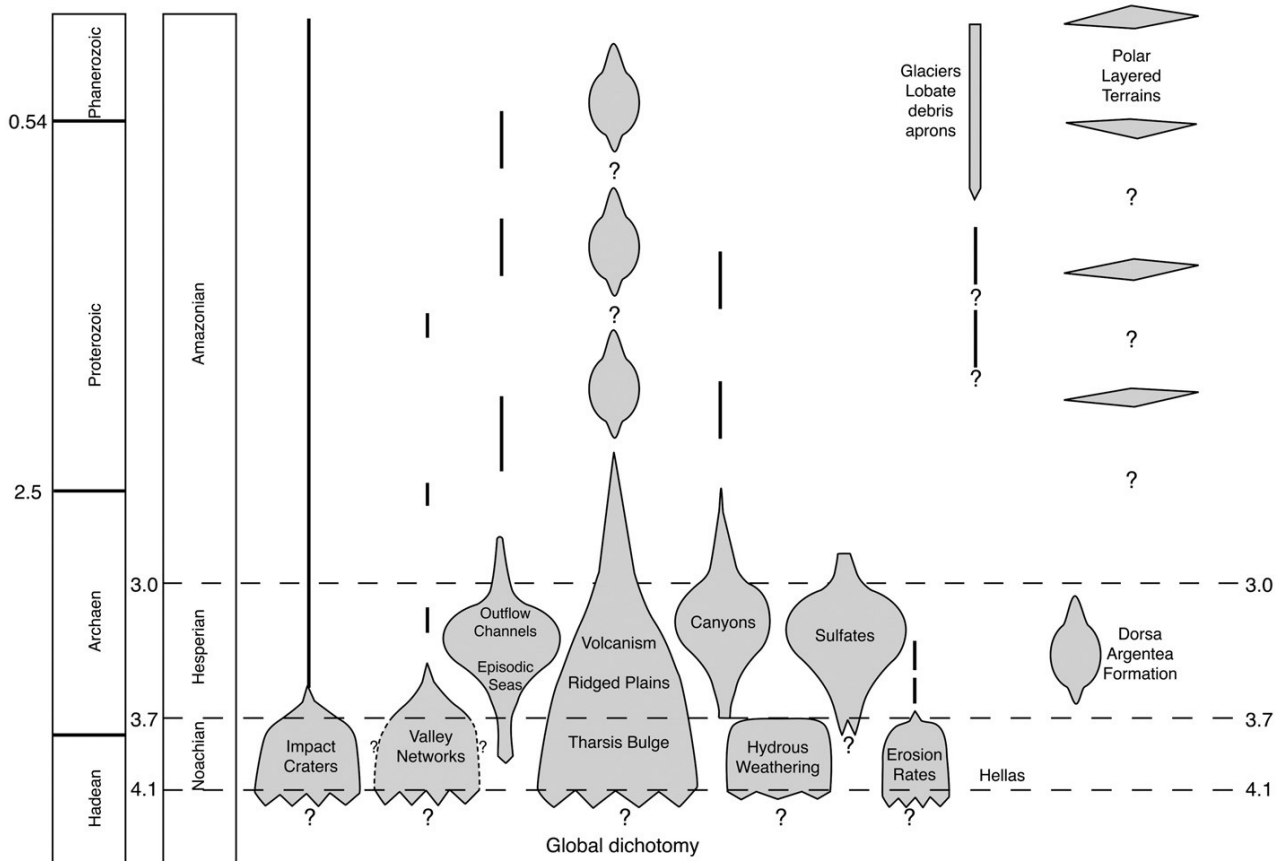 Phanerozoic
0.54
Proterozoic
2.5
Archaen
Hadean
Amazonian
Hesperian
Noachian
3.0
3.7
4.1
Impact
Craters
?
?
Valley
Networks
?
?
Outflow
Channels
Episodic
Seas
?
?
Volcanism
Ridged Plains
Tharsis Bulge
?
Canyons
Hydrous
Weathering
?
Sulfates
?
Erosion
Rates
?
Glaciers
Lobate
debris
aprons
?
?
Polar
Layered
Terrains
?
?
?
Dorsa
Argentea
Formation
Hellas
3.0
3.7
4.1
Global dichotomy